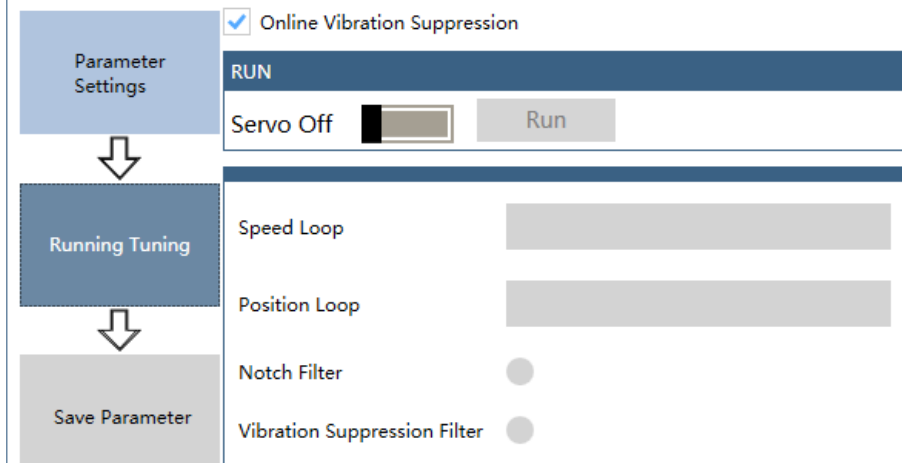 Online Vibration Suppression
Parameter
Settings
RUN
Servo Off
Run
Running Tuning
Speed Loop
Position Loop
Notch Filter
Save Parameter
Vibration Suppression Filter